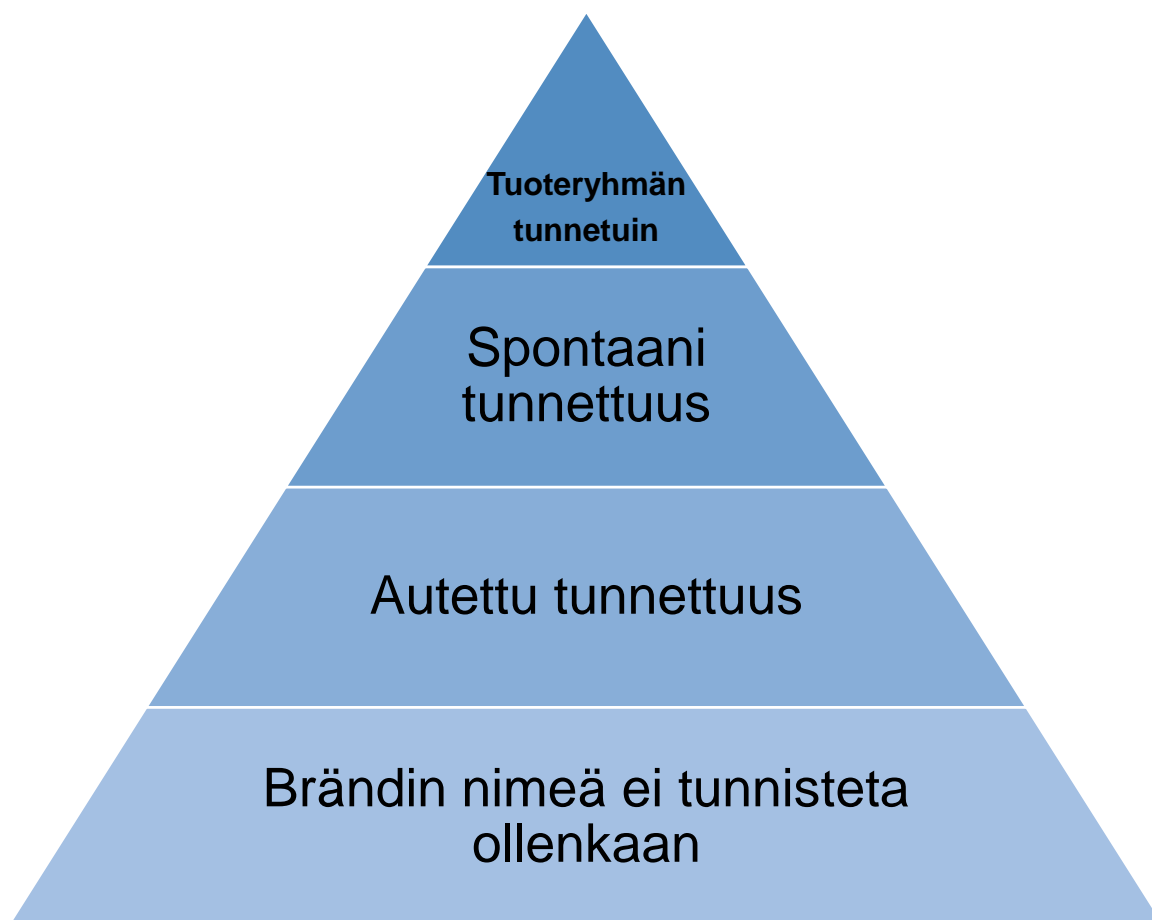 Tuoteryhmän
tunnetuin
Spontaani
tunnettuus
Autettu tunnettuus
Brändin nimeä ei tunnisteta
ollenkaan